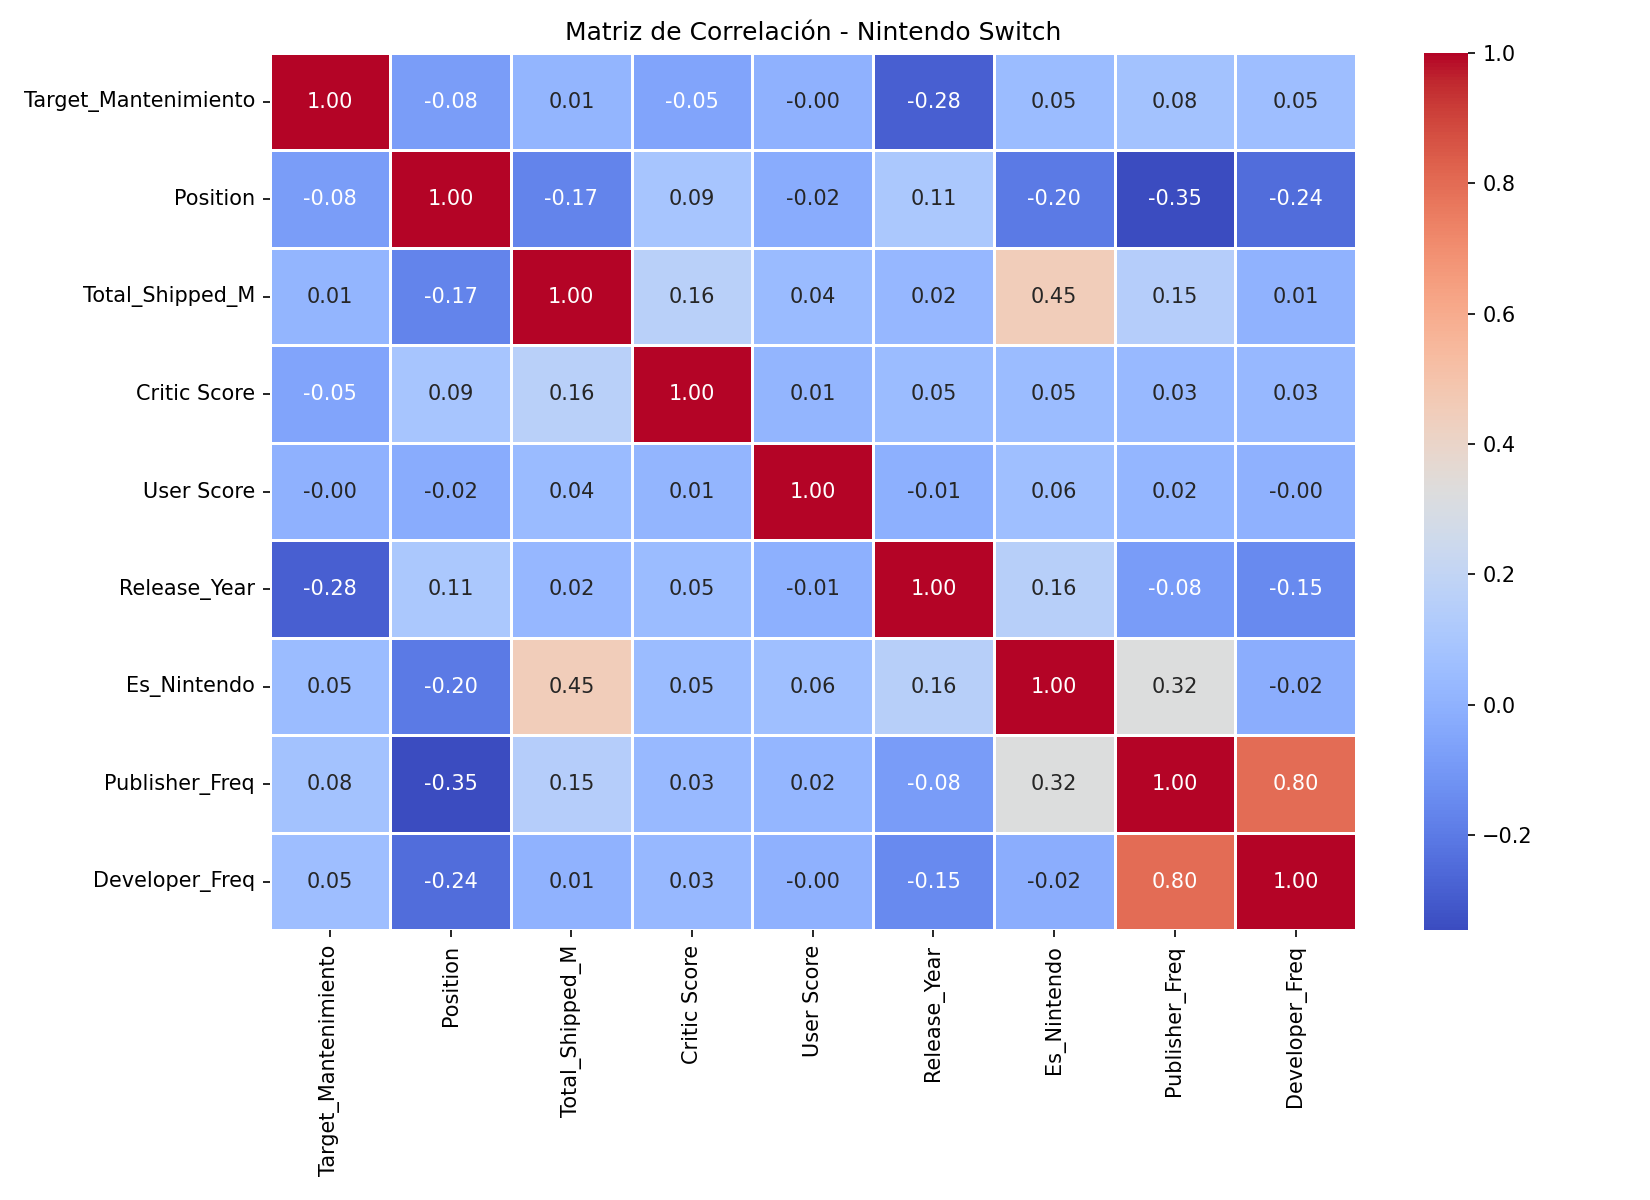 Matriz de Correlación - Nintendo Switch
Target_Mantenimiento 1.00 -0.08 0.01 -0.05 -0.00 -0.28 0.05 0.08 0.05
Position -0.08 1.00 -0.17 0.09 -0.02 0.11 -0.20 -0.35 -0.24
Total_Shipped_M 0.01 -0.17 1.00 0.16 0.04 0.02 0.45 0.15 0.01
Critic Score -0.05 0.09 0.16 1.00 0.01 0.05 0.05 0.03 0.03
User Score -0.00 -0.02 0.04 0.01 1.00 -0.01 0.06 0.02 -0.00
Release_Year -0.28 0.11 0.02 0.05 -0.01 1.00 0.16 -0.08 -0.15
Es_Nintendo 0.05 -0.20 0.45 0.05 0.06 0.16 1.00 0.32 -0.02
Publisher_Freq 0.08 -0.35 0.15 0.03 0.02 -0.08 0.32 1.00 0.80
Developer_Freq 0.05 -0.24 0.01 0.03 -0.00 -0.15 -0.02 0.80 1.00
Target_Mantenimiento
Position
Total_Shipped_M
Critic Score
User Score
Release_Year
Es_Nintendo
Publisher_Freq
Developer_Freq
1.0
0.8
0.6
0.4
0.2
0.0
−0.2